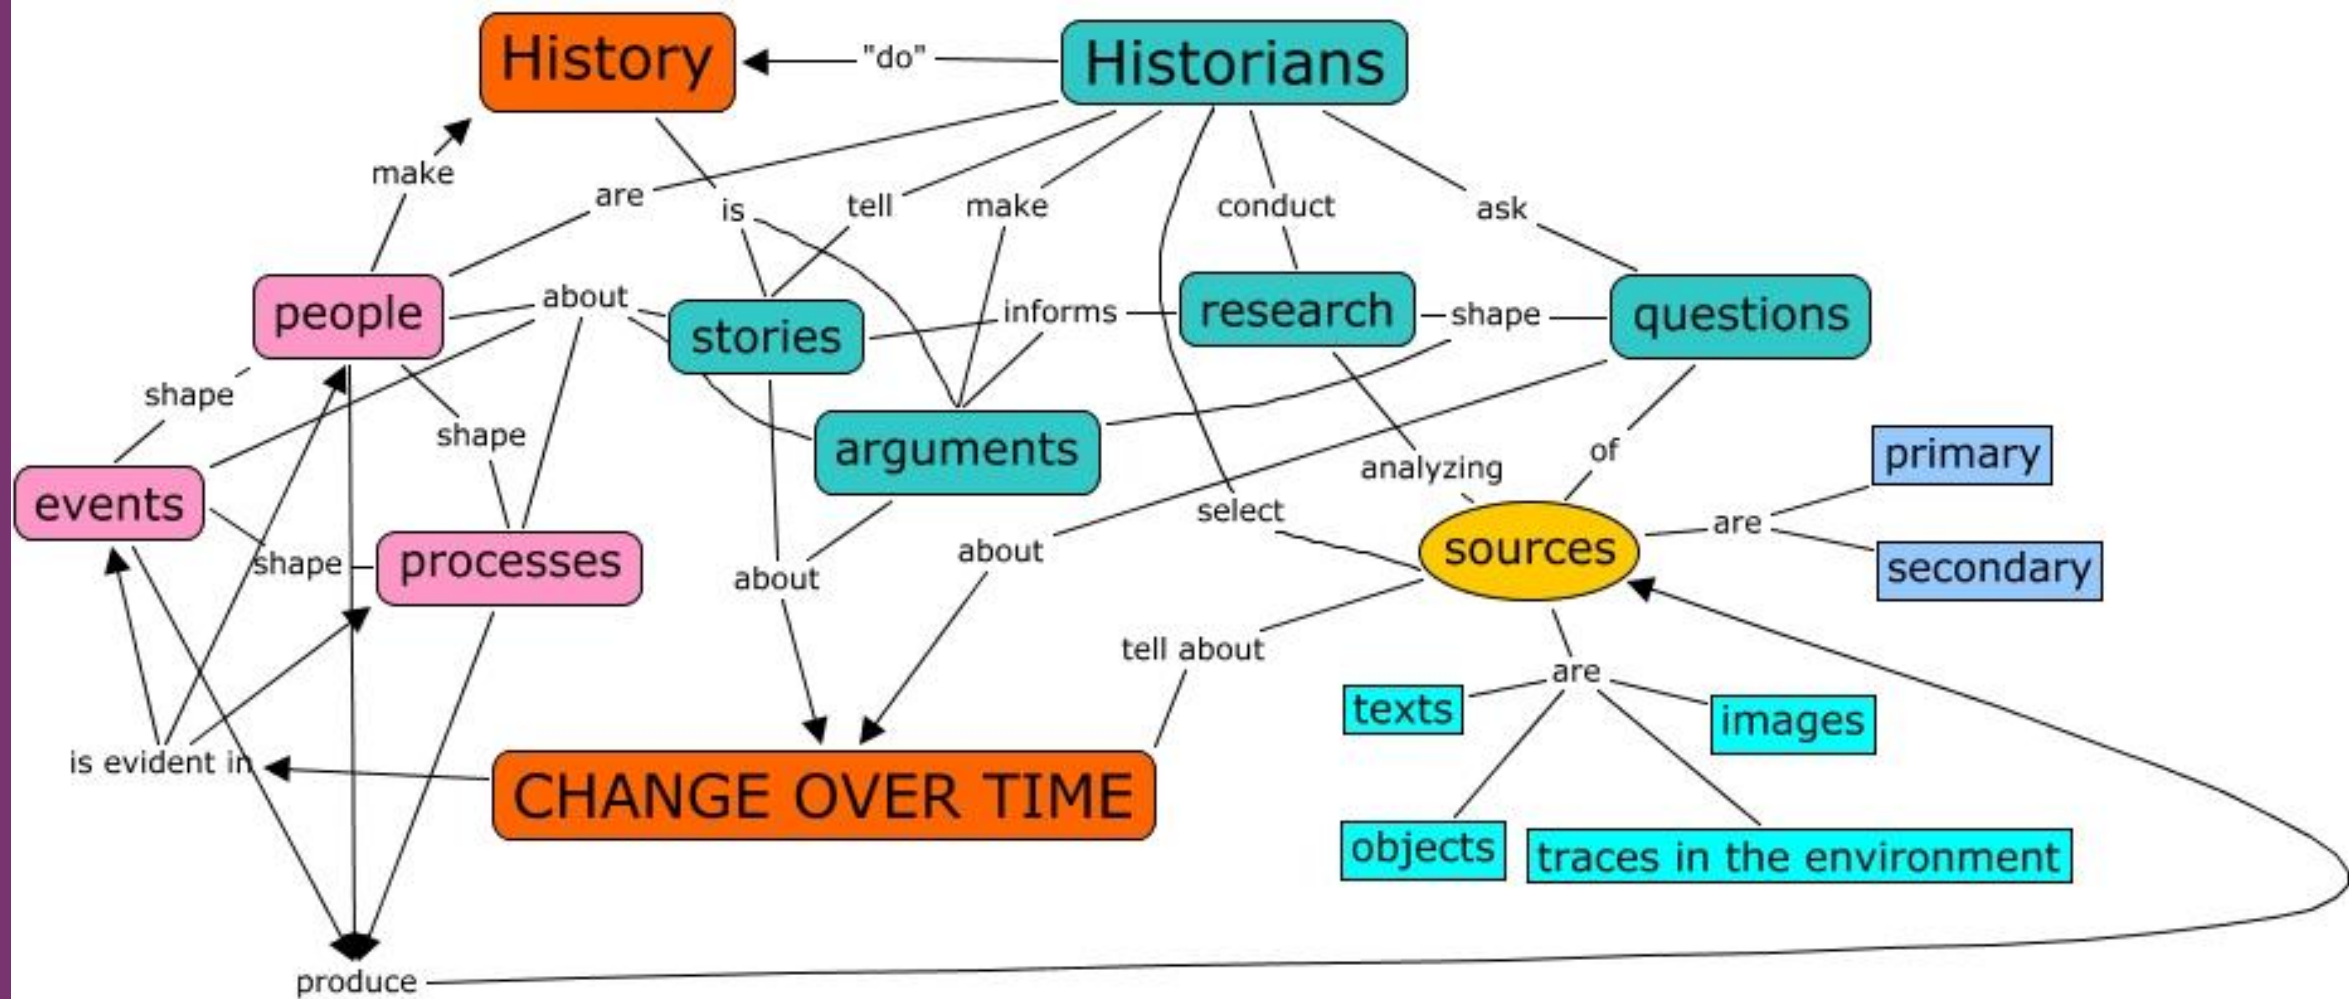 History
"do"
Historians
make
are
is
tell
make
conduct
ask
people
about
stories
informs
research
shape
questions
shape
shape
arguments
analyzing
of
primary
events
select
are
sources
shape
processes
about
about
secondary
tell about
are
texts
images
is evident in
CHANGE OVER TIME
objects
traces in the environment
produce